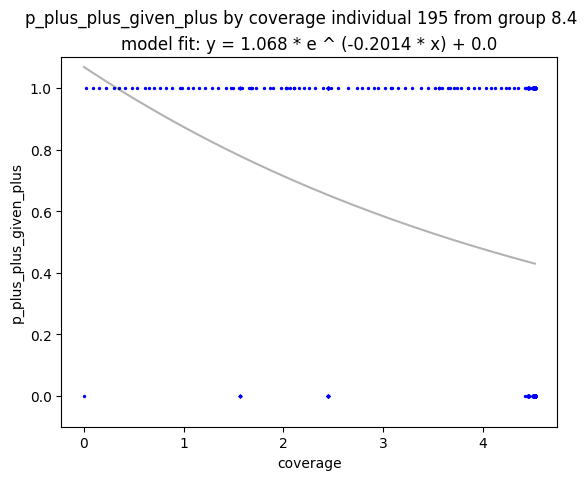 p_plus_plus_given_plus by coverage individual 195 from group 8.4
model fit: y = 1.068 * e ^ (-0.2014 * x) + 0.0
p_plus_plus_given_plus
1.0
0.8
0.6
0.4
0.2
0.0
0
1
2
3
4
coverage